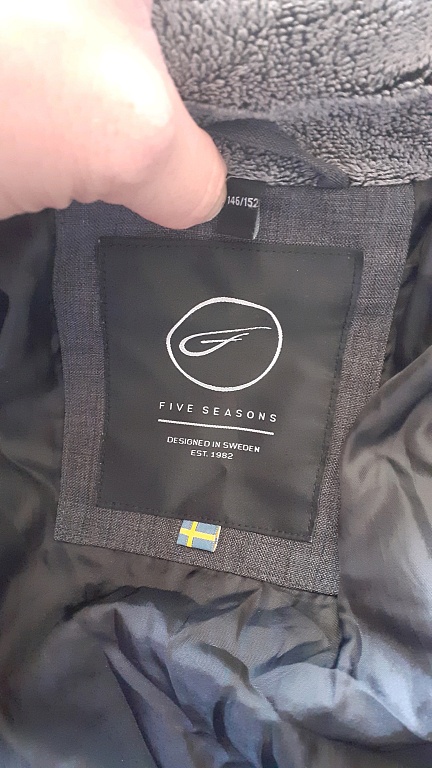 146/152
FIVE SEASONS
DESIGNED IN SWEDEN
EST. 1982